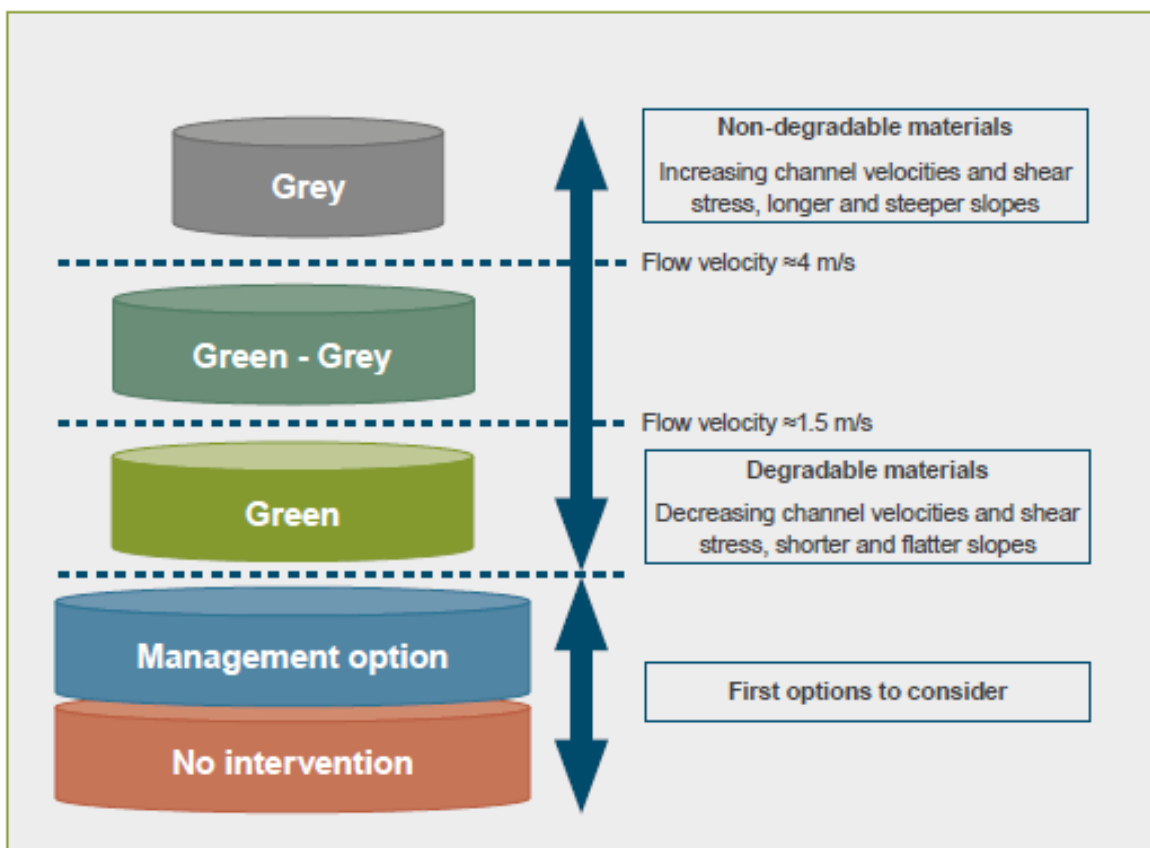 Grey
Non-degradable materials
Increasing channel velocities and shear
stress, longer and steeper slopes
Flow velocity ≈4 m/s
Green - Grey
Flow velocity ≈1.5 m/s
Green
Degradable materials
Decreasing channel velocities and shear
stress, shorter and flatter slopes
Management option
First options to consider
No intervention